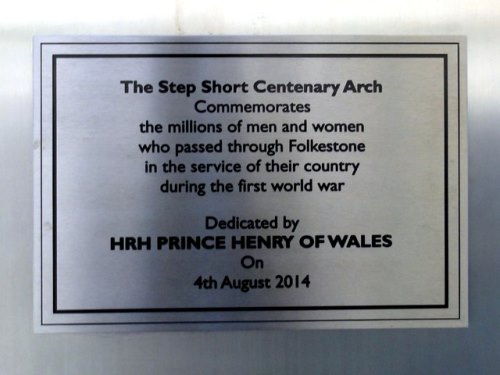 The Step Short Centenary Arch
Commemorates
the millions of men and women
who passed through Folkestone
in the service of their country
during the first world war
Dedicated by
HRH PRINCE HENRY OF WALES
On
4th August 2014